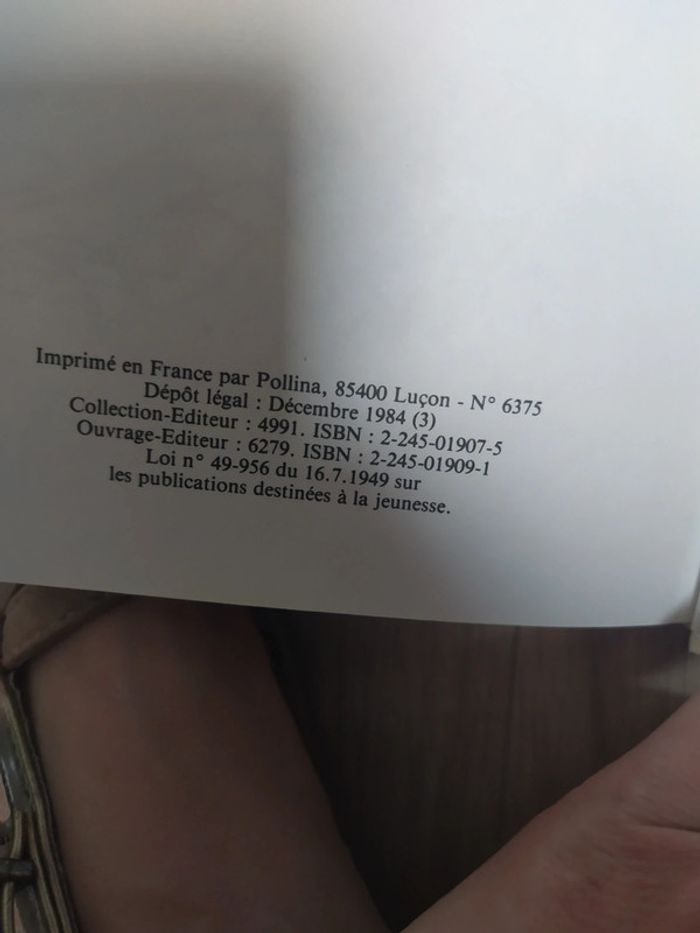 Imprimé en France par Pollina, 85400 Luçon - N° 6375
Dépôt légal : Décembre 1984 (3)
Collection-Editeur : 4991. ISBN : 2-245-01907-5
Ouvrage-Editeur : 6279. ISBN : 2-245-01909-1
Loi n° 49-956 du 16.7.1949 sur
les publications destinées à la jeunesse.